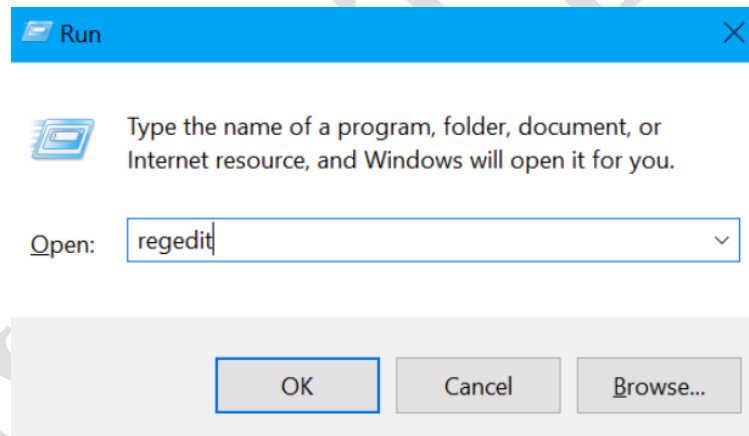 Run
Type the name of a program, folder, document, or
Internet resource, and Windows will open it for you.
Open: regedit
OK Cancel Browse...